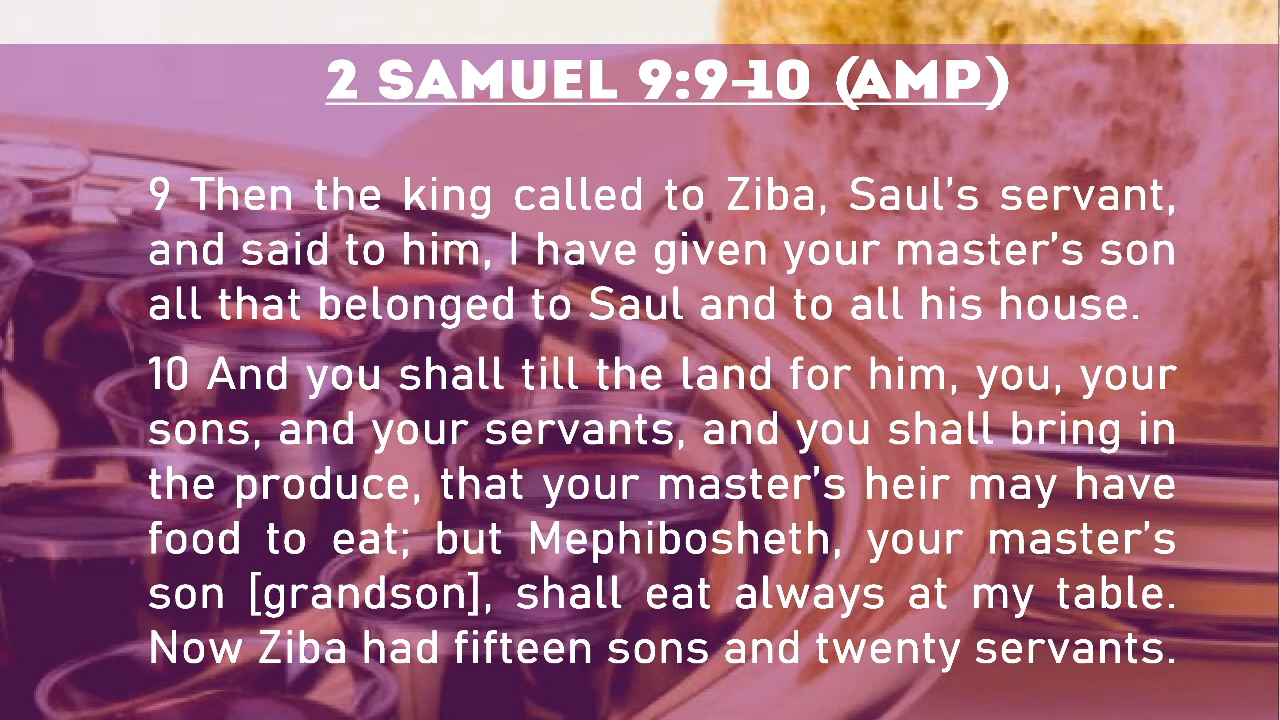 2 SAMUEL 9:9-10 (AMP)
9 Then the king called to Ziba, Saul’s servant,
and said to him, I have given your master’s son
all that belonged to Saul and to all his house.
10 And you shall till the land for him, you, your
sons, and your servants, and you shall bring in
the produce, that your master’s heir may have
food to eat; but Mephibosheth, your master’s
son [grandson], shall eat always at my table.
Now Ziba had fifteen sons and twenty servants.